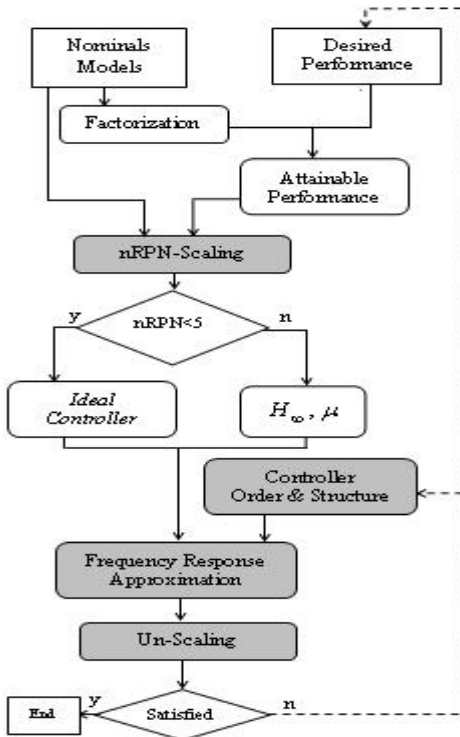 Nominals
Models
Desired
Performance
Factorization
Attainable
Performance
nRPN-Scaling
y
nRPN<5
n
Ideal
Controller
H∞, μ
Controller
Order & Structure
Frequency Response
Approximation
Un-Scaling
End
y
Satisfied
n